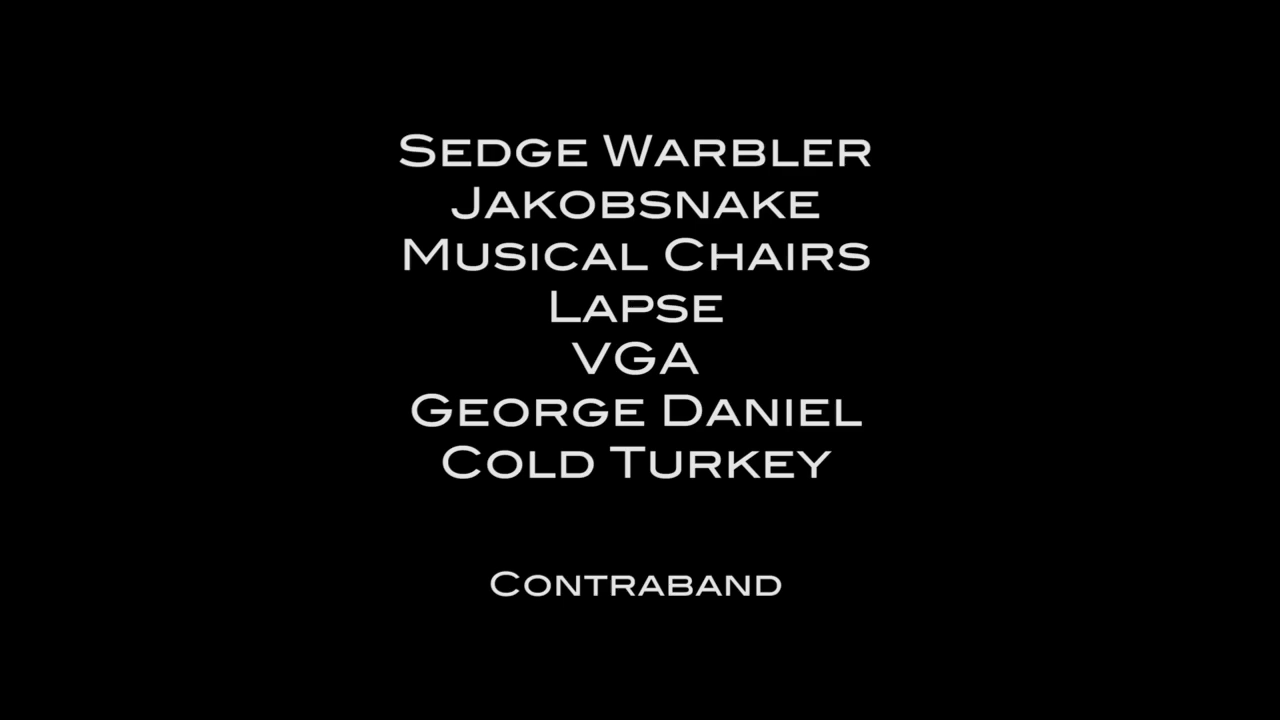 Sedge Warbler
Jakobsnake
Musical Chairs
Lapse
VGA
George Daniel
Cold Turkey
Contraband